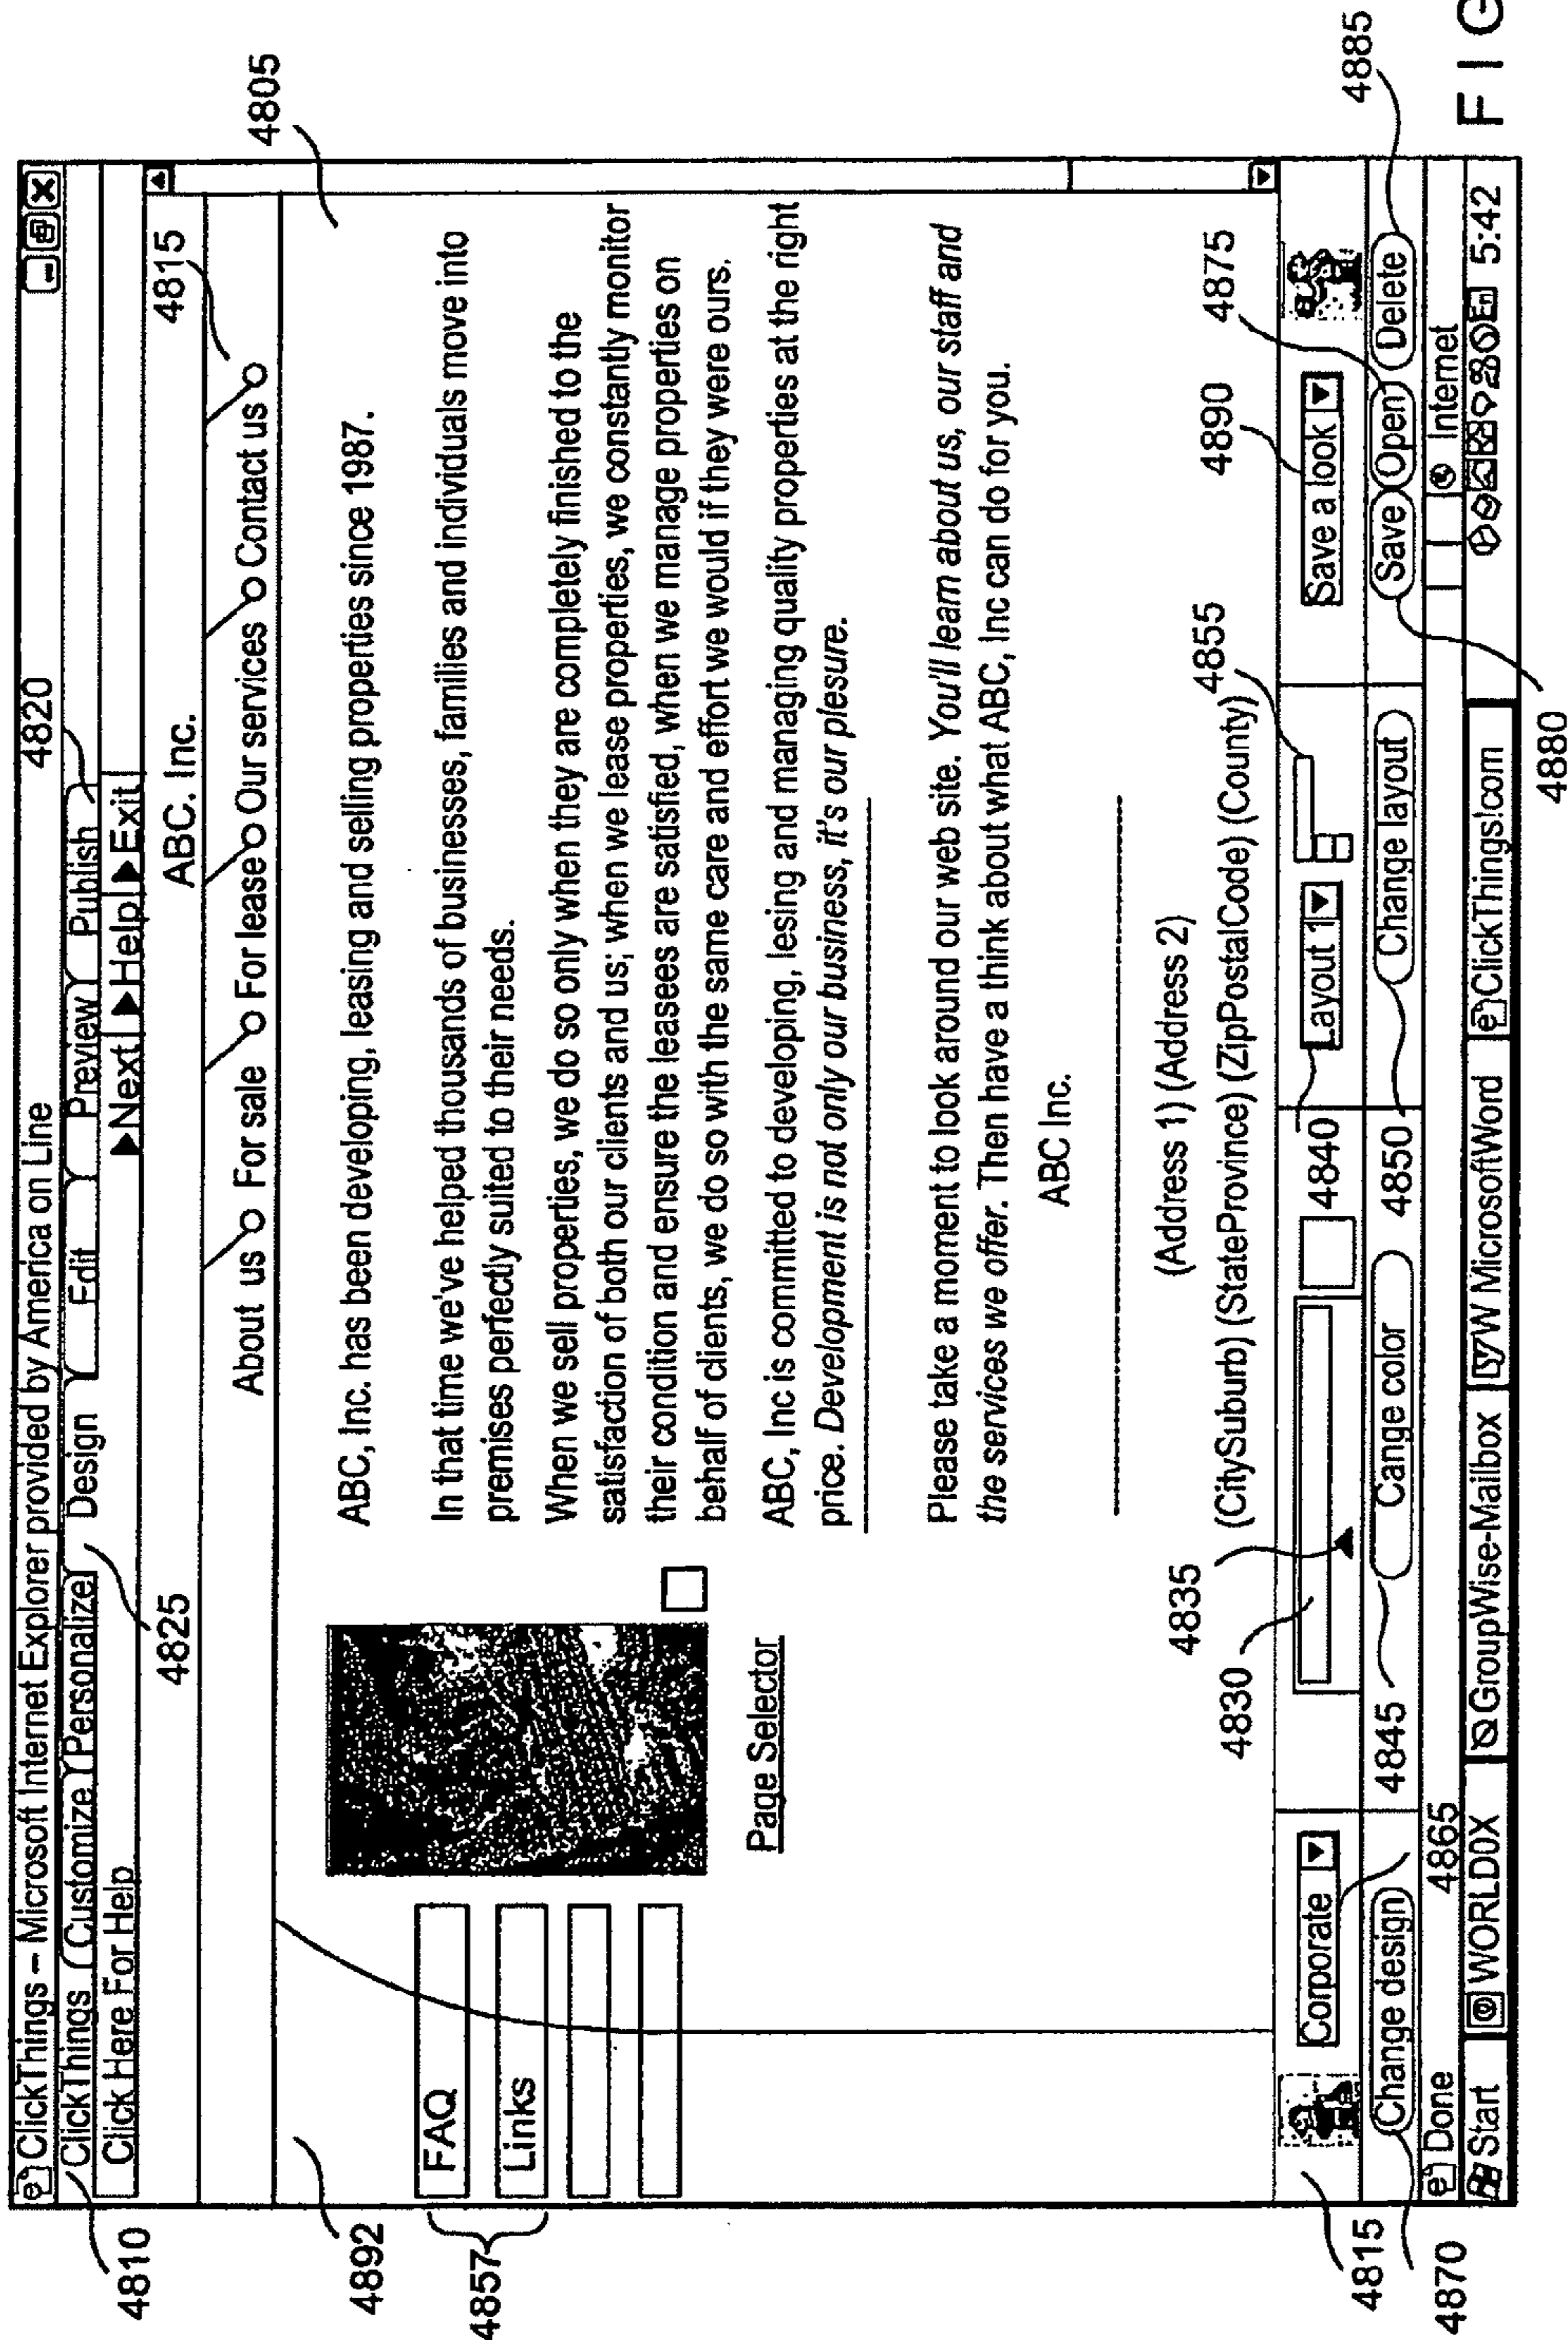 4820
ClickThings – Microsoft Internet Explorer provided by America on Line
ClickThings Customize Personalize Design Edit Preview Publish
Click Here For Help Next Help Exit
4810
4825
ABC. Inc.
4815
About us For sale For lease Our services Contact us
4805
4892
ABC, Inc. has been developing, leasing and selling properties since 1987.
FAQ
Links
4857
In that time we've helped thousands of businesses, families and individuals move into
premises perfectly suited to their needs.
When we sell properties, we do so only when they are completely finished to the
satisfaction of both our clients and us; when we lease properties, we constantly monitor
their condition and ensure the leases are satisfied, when we manage properties on
behalf of clients, we do so with the same care and effort we would if they were ours.
Page Selector
ABC, Inc is committed to developing, lesing and managing quality properties at the right
price. Development is not only our business, it's our plesure.
Please take a moment to look around our web site. You'll learn about us, our staff and
the services we offer. Then have a think about what ABC, Inc can do for you.
ABC Inc.
(Address 1) (Address 2)
(CitySuburb) (StateProvince) (ZipPostalCode) (County)
4835
4830
4855
4890
4875
4815
Corporate
4840
Layout 1
Save a look
4885
4870
Change design
4845
Cange color
4850
Change layout
Save Open Delete
Done
4865
Internet
Start WORLDOX GroupWise-Mailbox W MicrosoftWord ClickThings!com En 5:42
4880
F I G